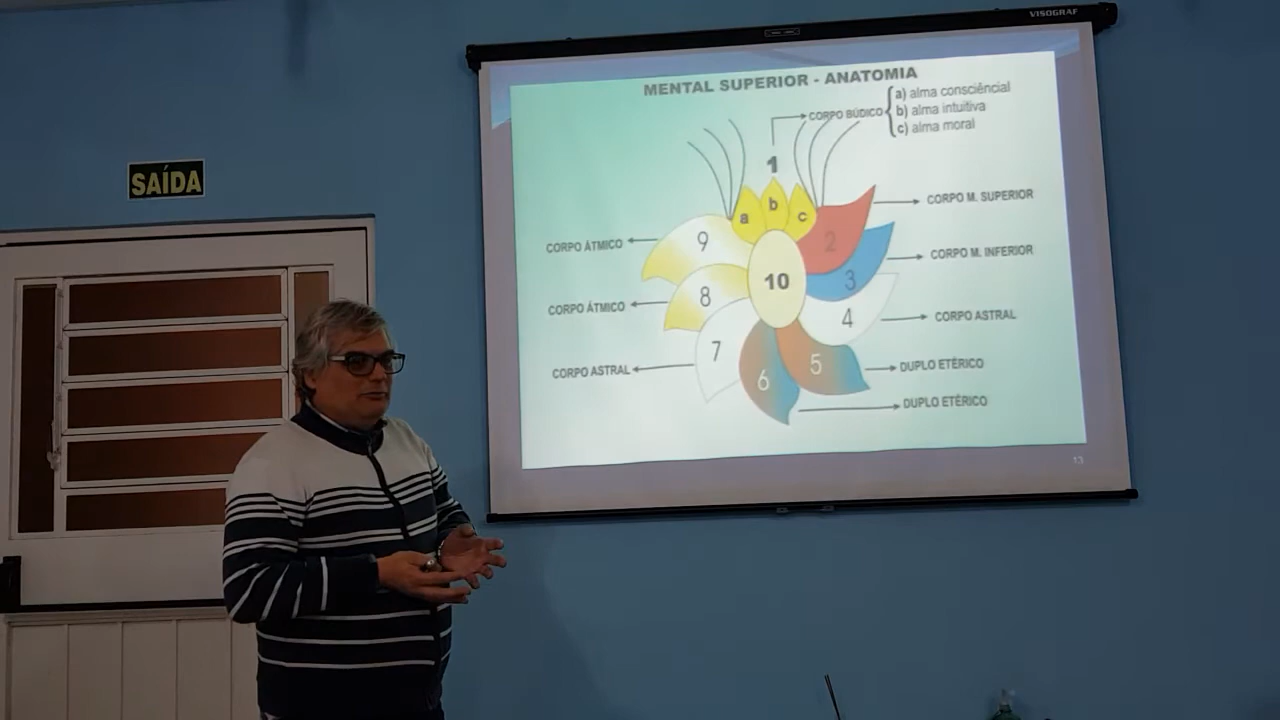 VISOGRAF
MENTAL SUPERIOR - ANATOMIA
CORPO BÚDICO
a) alma consciêncial
b) alma intuitiva
c) alma moral
SAÍDA
1
a
b
c
CORPO M. SUPERIOR
2
CORPO ÁTMICO
9
CORPO M. INFERIOR
3
10
CORPO ÁTMICO
8
4
CORPO ASTRAL
7
CORPO ASTRAL
5
DUPLO ETÉRICO
6
DUPLO ETÉRICO
13